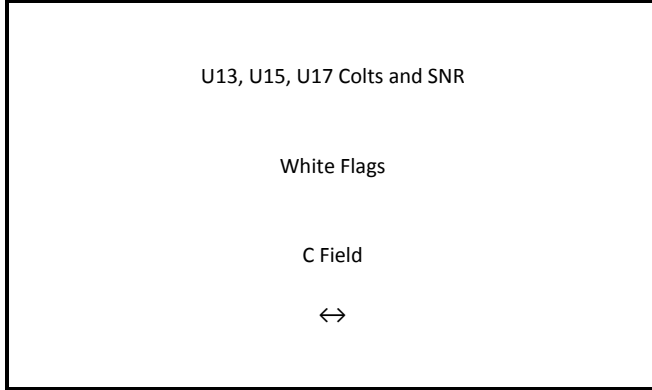 U13, U15, U17 Colts and SNR
White Flags
C Field
↔